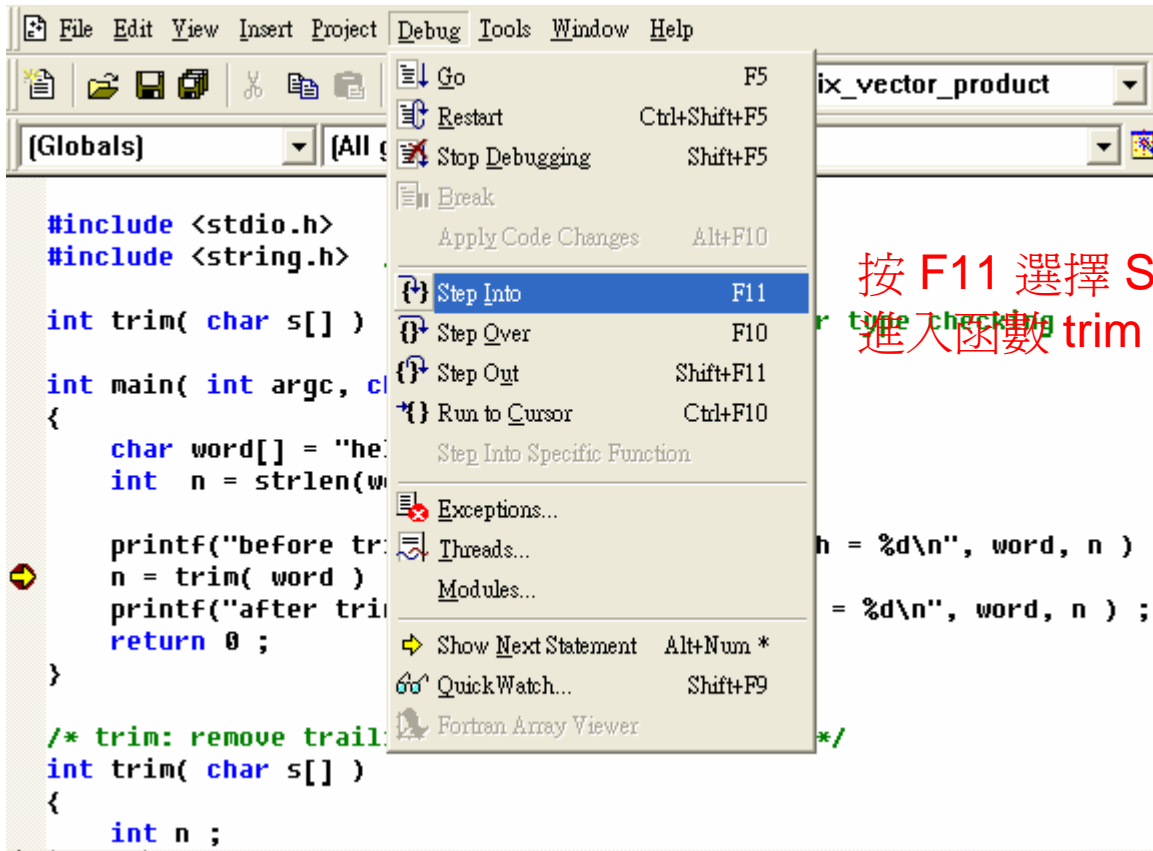 File Edit View Insert Project Debug Tools Window Help
ix_vector_product
(Globals) (All g
Go F5
Restart Ctrl+Shift+F5
Stop Debugging Shift+F5
Break
Apply Code Changes Alt+F10
Step Into F11
Step Over F10
Step Out Shift+F11
Run to Cursor Ctrl+F10
Step Into Specific Function
Exceptions...
Threads...
Modules...
Show Next Statement Alt+Num *
QuickWatch... Shift+F9
Fortran Array Viewer
#include <stdio.h>
#include <string.h>
按 F11 選擇 S
進入函數 trim
int trim( char s[] ) r type checking
int main( int argc, c
{
char word[] = "hel
int n = strlen(w
printf("before tri h = %d\n", word, n )
n = trim( word )
printf("after tri = %d\n", word, n ) ;
return 0 ;
}
/* trim: remove trail */
int trim( char s[] )
{
int n ;